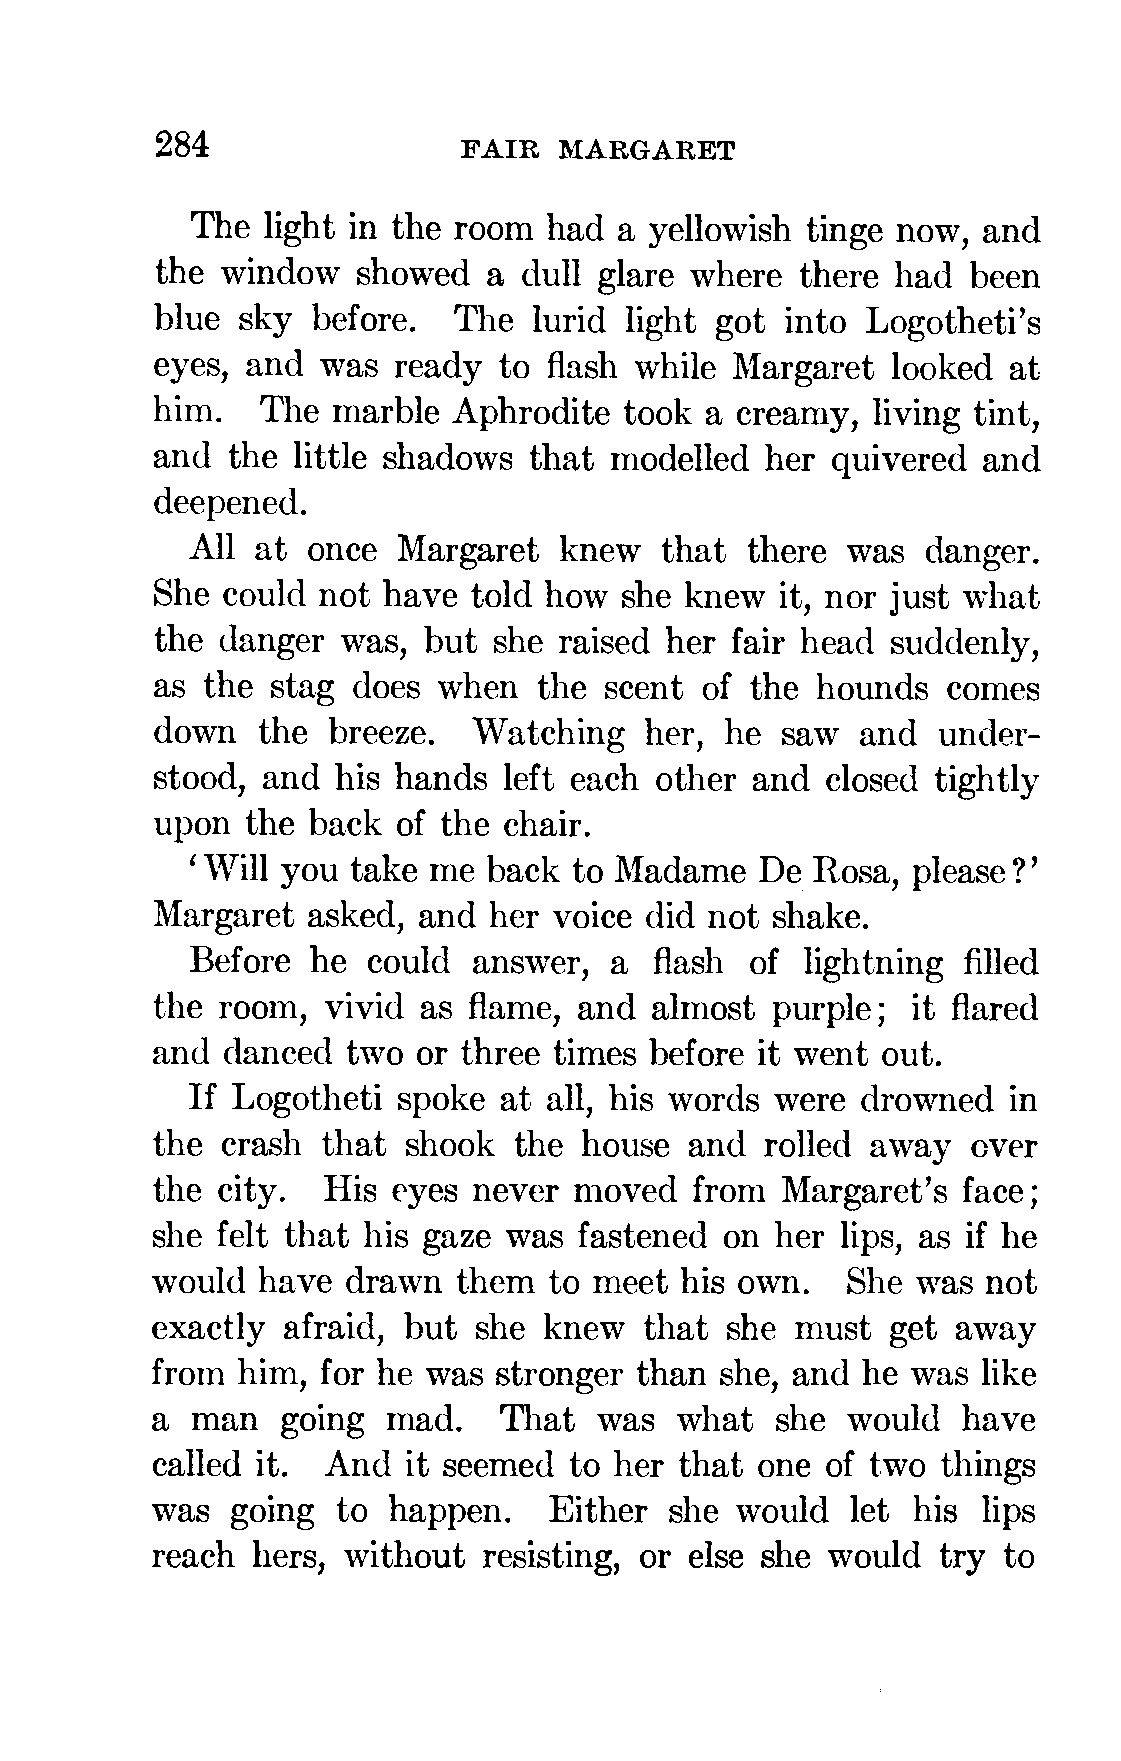 284 FAIR MARGARET
The light in the room had a yellowish tinge now, and
the window showed a dull glare where there had been
blue sky before. The lurid light got into Logotheti's
eyes, and was ready to flash while Margaret looked at
him. The marble Aphrodite took a creamy, living tint,
and the little shadows that modelled her quivered and
deepened.
All at once Margaret knew that there was danger.
She could not have told how she knew it, nor just what
the danger was, but she raised her fair head suddenly,
as the stag does when the scent of the hounds comes
down the breeze. Watching her, he saw and under-
stood, and his hands left each other and closed tightly
upon the back of the chair.
'Will you take me back to Madame De Rosa, please?'
Margaret asked, and her voice did not shake.
Before he could answer, a flash of lightning filled
the room, vivid as flame, and almost purple; it flared
and danced two or three times before it went out.
If Logotheti spoke at all, his words were drowned in
the crash that shook the house and rolled away over
the city. His eyes never moved from Margaret's face;
she felt that his gaze was fastened on her lips, as if he
would have drawn them to meet his own. She was not
exactly afraid, but she knew that she must get away
from him, for he was stronger than she, and he was like
a man going mad. That was what she would have
called it. And it seemed to her that one of two things
was going to happen. Either she would let his lips
reach hers, without resisting, or else she would try to